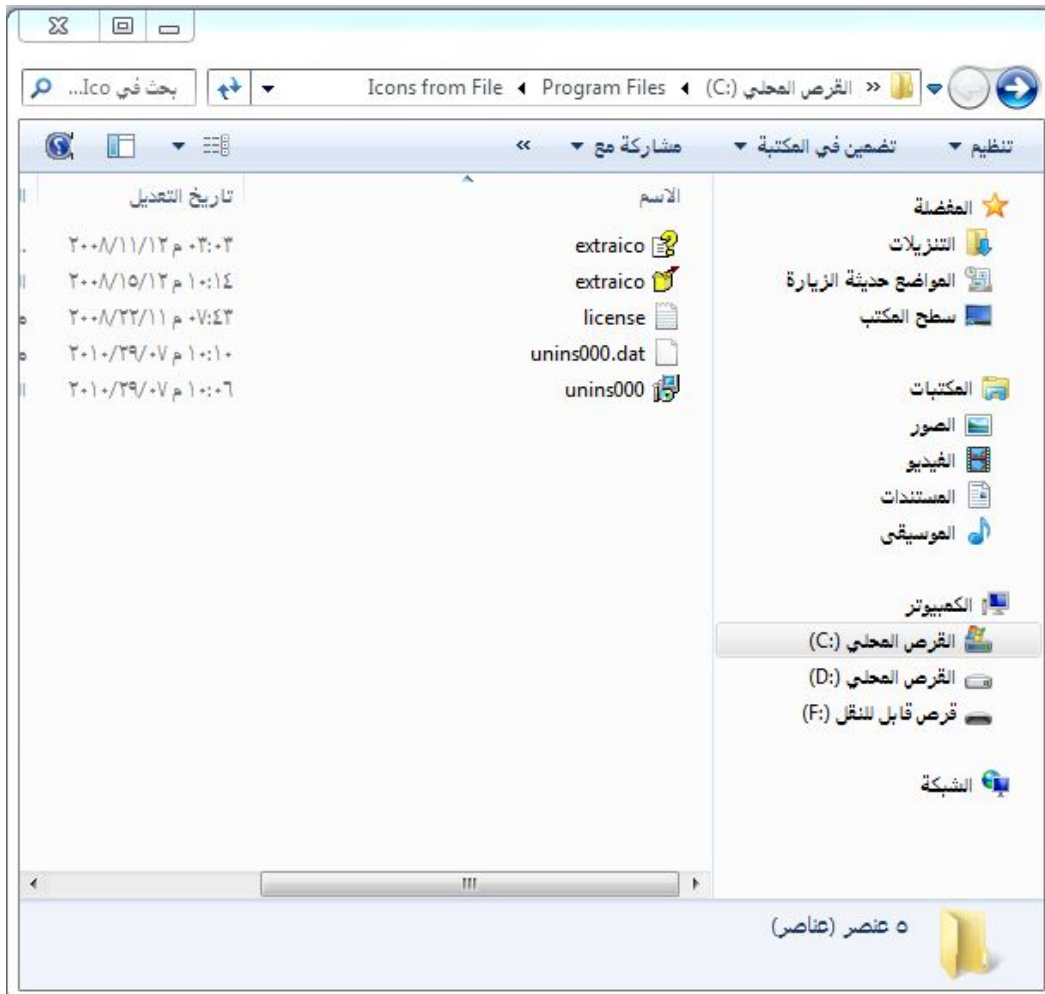 القرص المحلي (C:) Program Files Icons from File
بحث في Ico...
تنظيم تضمين في المكتبة مشاركة مع »
المفضلة
التنزيلات
المواضع حديثة الزيارة
سطح المكتب
المكتبات
الصور
الفيديو
المستندات
الموسيقى
الكمبيوتر
القرص المحلي (C:)
القرص المحلي (D:)
قرص قابل للنقل (F:)
الشبكة
الاسم تاريخ التعديل
extraico ٠٣:٠٣ م ٢٠٠٨/١١/١٢
extraico ١٠:١٤ م ٢٠٠٨/١٥/١٢
license ٠٧:٤٣ م ٢٠٠٨/٢٢/١١
unins000.dat ١٠:١٠ م ٢٠١٠/٢٩/٠٧
unins000 ١٠:٠٦ م ٢٠١٠/٢٩/٠٧
٥ عنصر (عناصر)